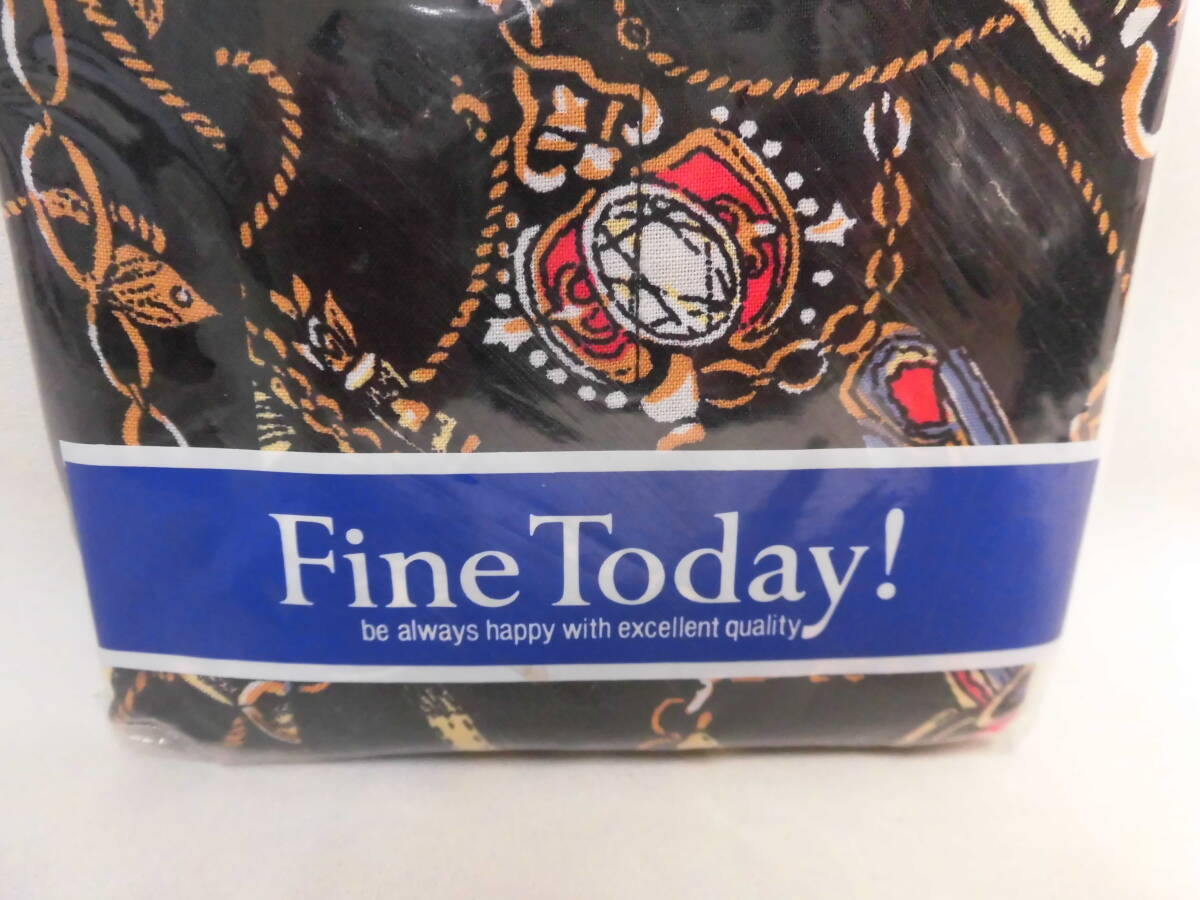 Fine Today!
be always happy with excellent quality